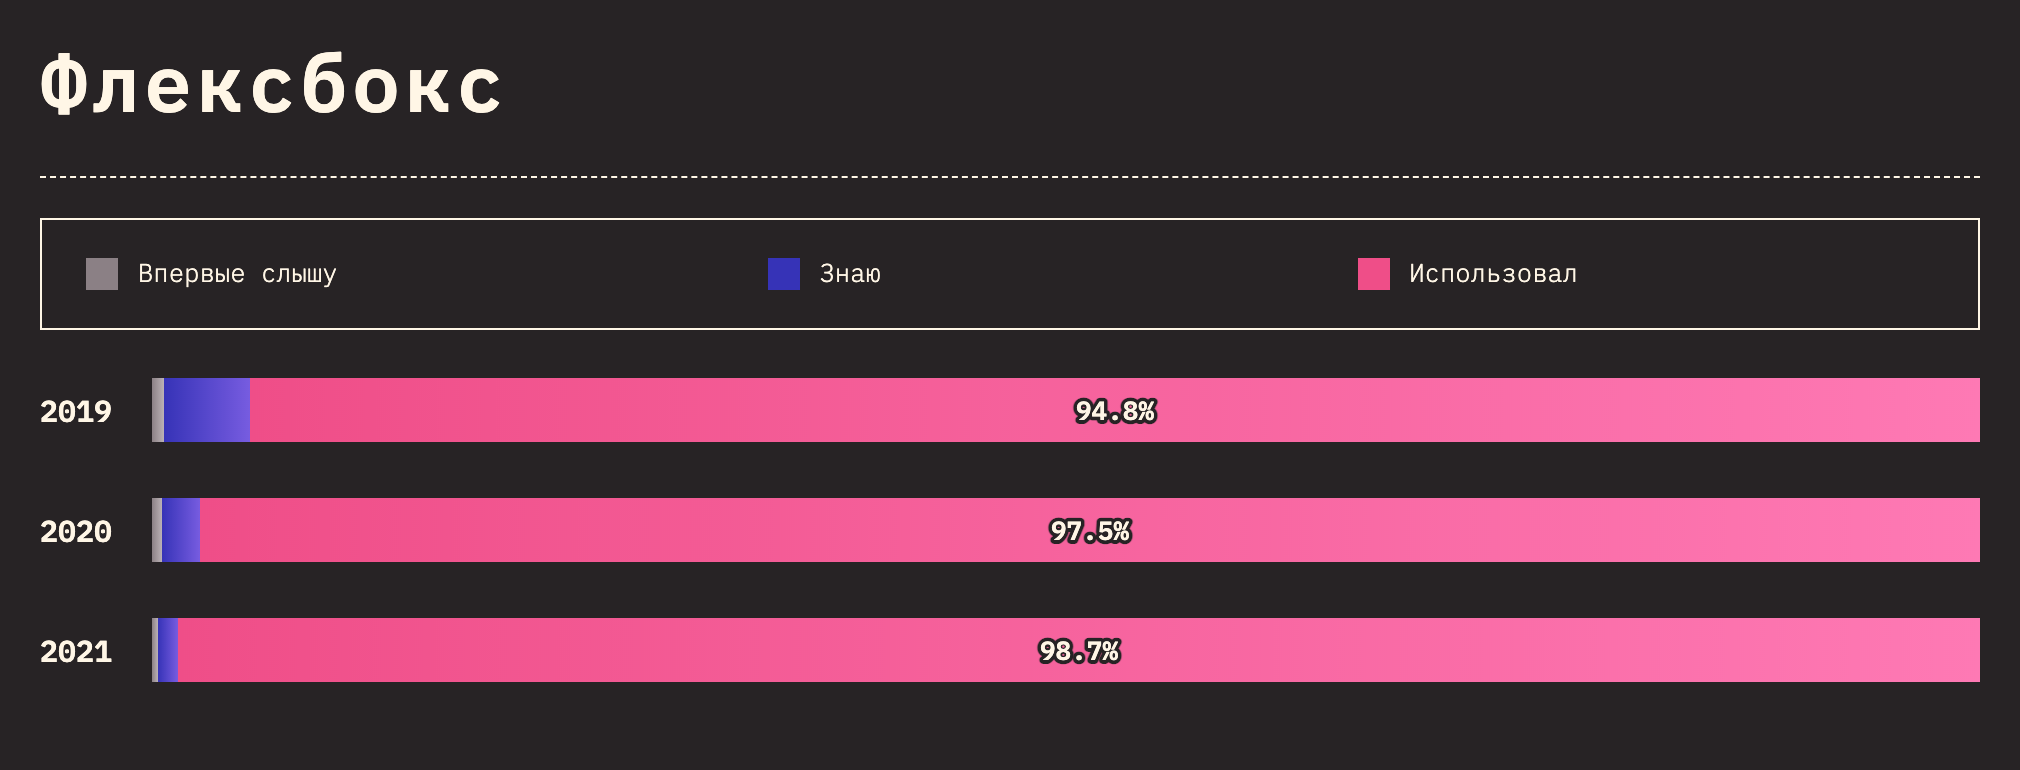 Флексбокс
Впервые слышу
Знаю
Использовал
2019
94.8%
2020
97.5%
2021
98.7%